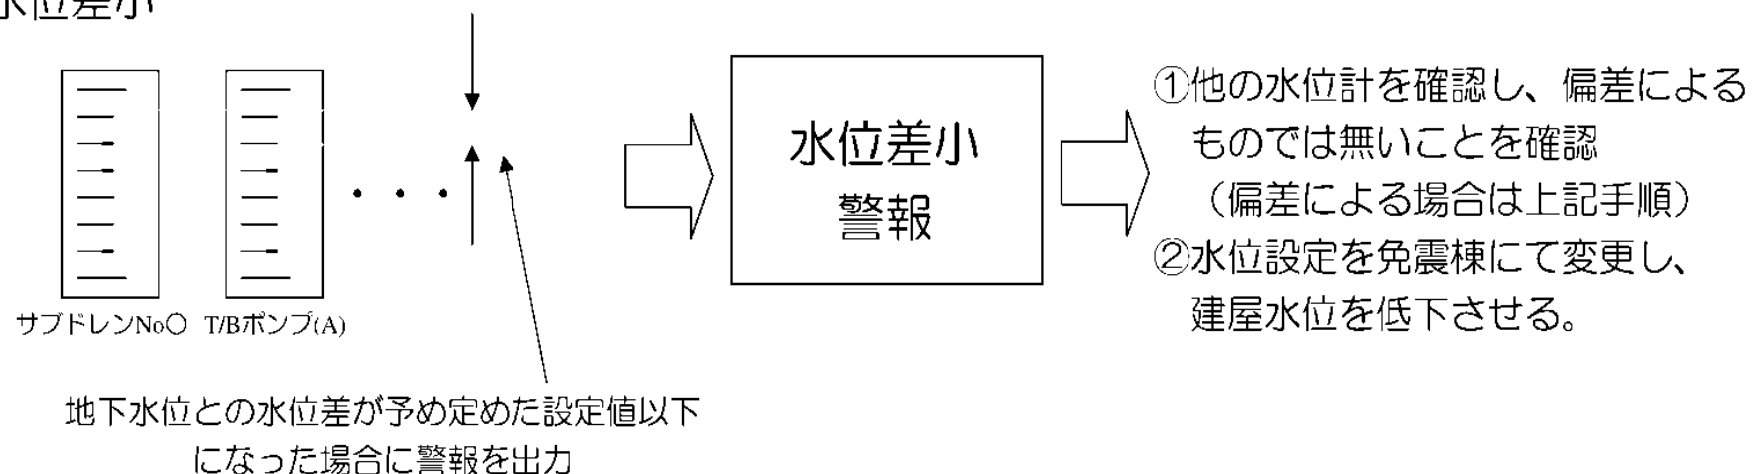 水位差小
水位差小
警報
①他の水位計を確認し、偏差による
ものでは無いことを確認
（偏差による場合は上記手順）
②水位設定を免震棟にて変更し、
建屋水位を低下させる。
・・・
サブドレンNo〇 T/Bポンプ(A)
地下水位との水位差が予め定めた設定値以下
になった場合に警報を出力